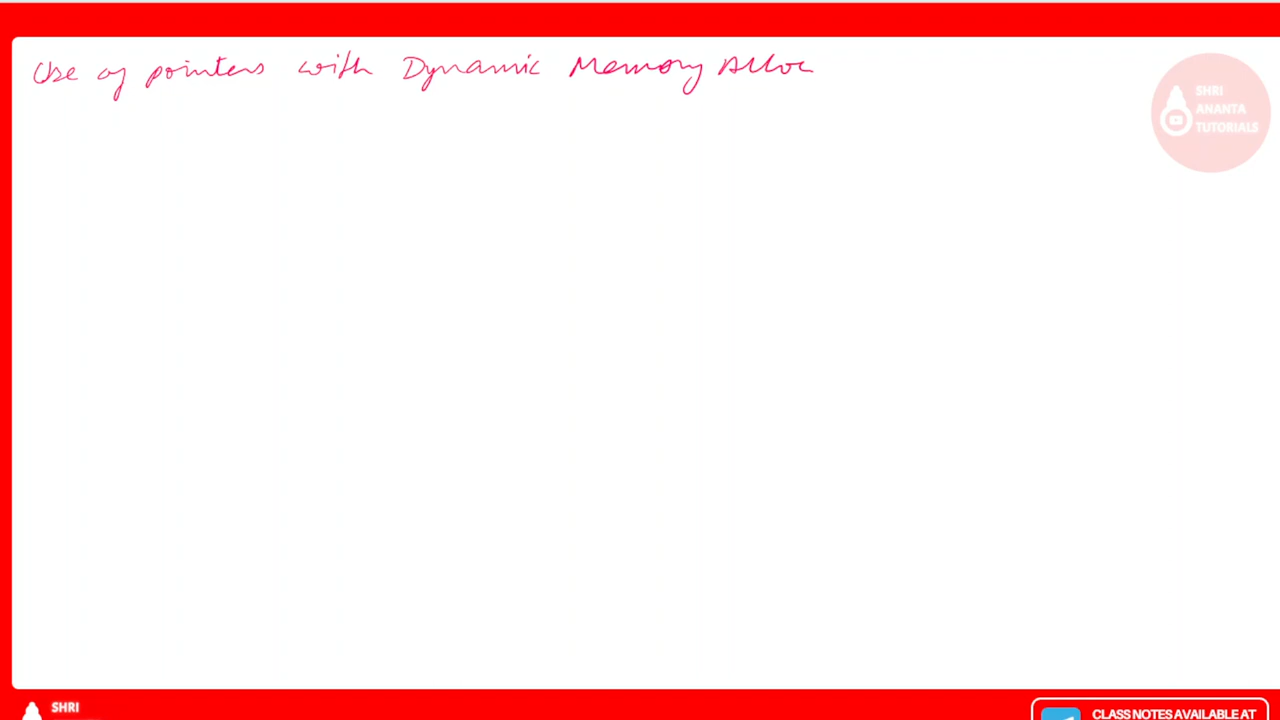 Use of pointers with Dynamic Memory Alloc
SHRI
ANANTA
TUTORIALS
SHRI
CLASS NOTES AVAILABLE AT